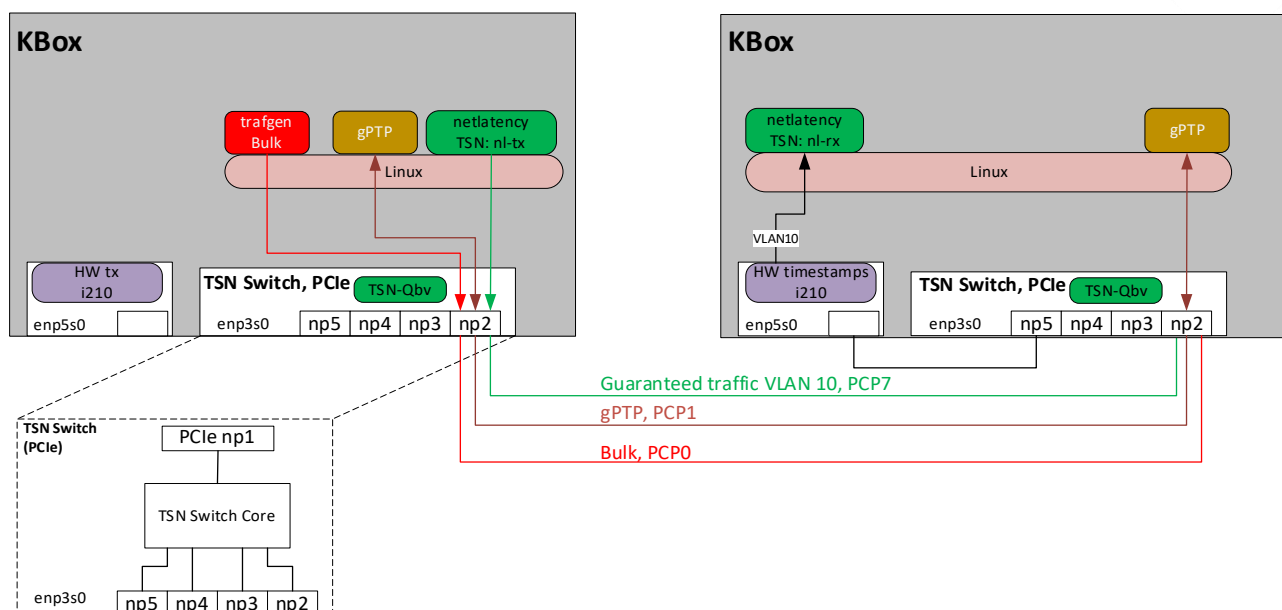 KBox
trafgen
Bulk
gPTP
netlatency
TSN: nl-tx
Linux
HW tx
i210
enp5s0
TSN Switch, PCIe
TSN-Qbv
enp3s0
np5
np4
np3
np2
KBox
netlatency
TSN: nl-rx
gPTP
Linux
VLAN10
HW timestamps
i210
enp5s0
TSN Switch, PCIe
TSN-Qbv
enp3s0
np5
np4
np3
np2
Guaranteed traffic VLAN 10, PCP7
gPTP, PCP1
Bulk, PCP0
TSN Switch
(PCIe)
PCIe np1
TSN Switch Core
enp3s0
np5
np4
np3
np2